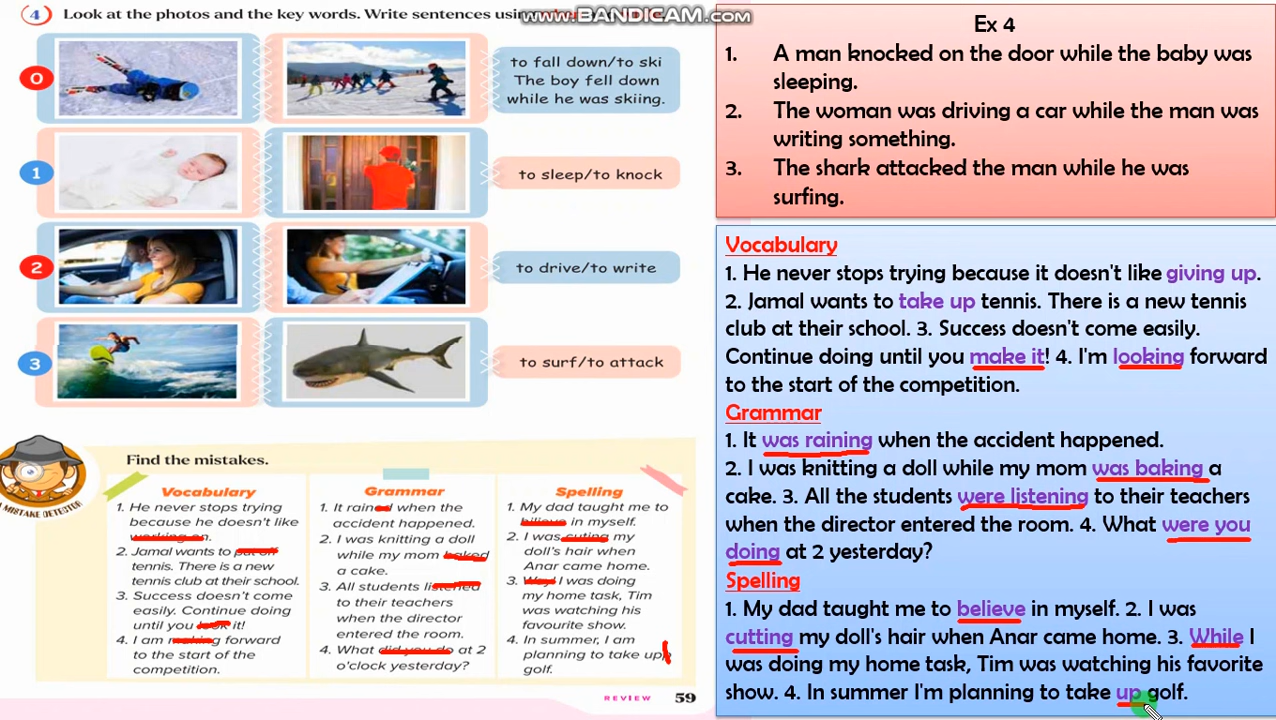 4 Look at the photos and the key words. Write sentences using
www.BANDICAM.com
0
to fall down/to ski
The boy fell down
while he was skiing.
1
to sleep/to knock
2
to drive/to write
3
to surf/to attack
A MISTAKE DETECTOR
Find the mistakes.
Vocabulary
1. He never stops trying
because he doesn't like
working on.
2. Jamal wants to put off
tennis. There is a new
tennis club at their school.
3. Success doesn't come
easily. Continue doing
until you look it!
4. I am making forward
to the start of the
competition.
Grammar
1. It rained when the
accident happened.
2. I was knitting a doll
while my mom baked
a cake.
3. All students listened
to their teachers
when the director
entered the room.
4. What did you do at 2
o'clock yesterday?
Spelling
1. My dad taught me to
bilieve in myself.
2. I was cuting my
doll's hair when
Anar came home.
3. I was doing
my home task, Tim
was watching his
favourite show.
4. In summer, I am
planning to take upp
golf.
REVIEW 59
Ex 4
1. A man knocked on the door while the baby was
sleeping.
2. The woman was driving a car while the man was
writing something.
3. The shark attacked the man while he was
surfing.
Vocabulary
1. He never stops trying because it doesn't like giving up.
2. Jamal wants to take up tennis. There is a new tennis
club at their school. 3. Success doesn't come easily.
Continue doing until you make it! 4. I'm looking forward
to the start of the competition.
Grammar
1. It was raining when the accident happened.
2. I was knitting a doll while my mom was baking a
cake. 3. All the students were listening to their teachers
when the director entered the room. 4. What were you
doing at 2 yesterday?
Spelling
1. My dad taught me to believe in myself. 2. I was
cutting my doll's hair when Anar came home. 3. While I
was doing my home task, Tim was watching his favorite
show. 4. In summer I'm planning to take up golf.